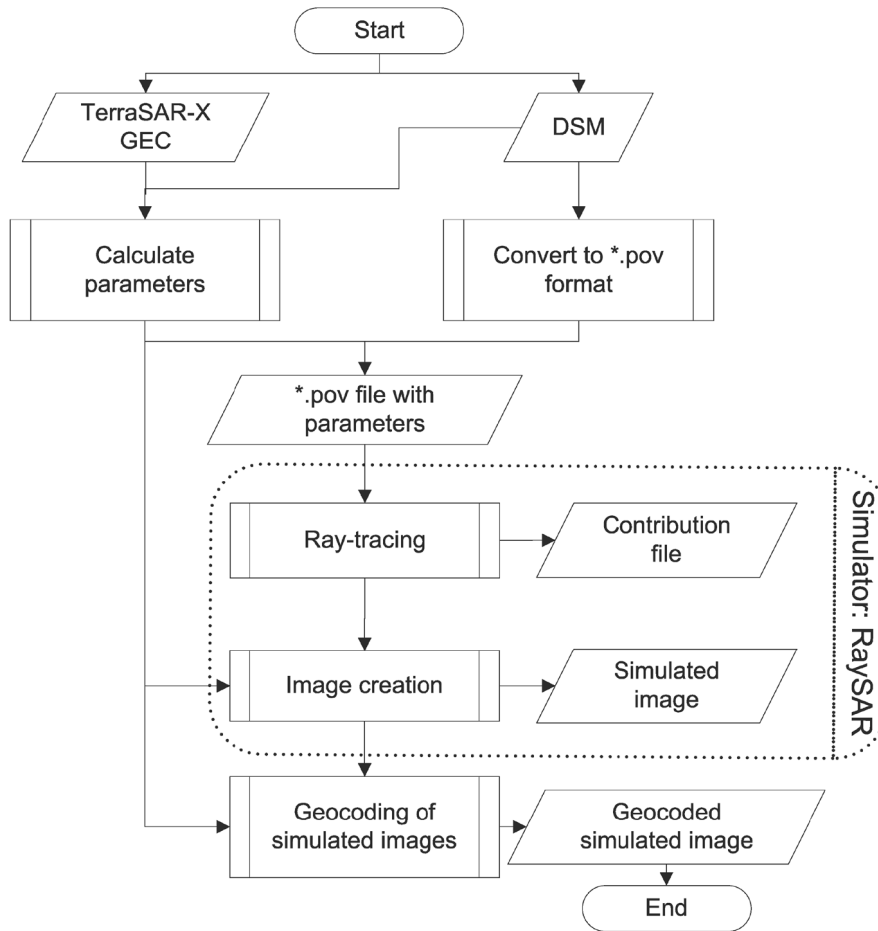 Start
TerraSAR-X
GEC
DSM
Calculate
parameters
Convert to *.pov
format
*.pov file with
parameters
Ray-tracing
Contribution
file
Image creation
Simulated
image
Simulator: RaySAR
Geocoding of
simulated images
Geocoded
simulated image
End